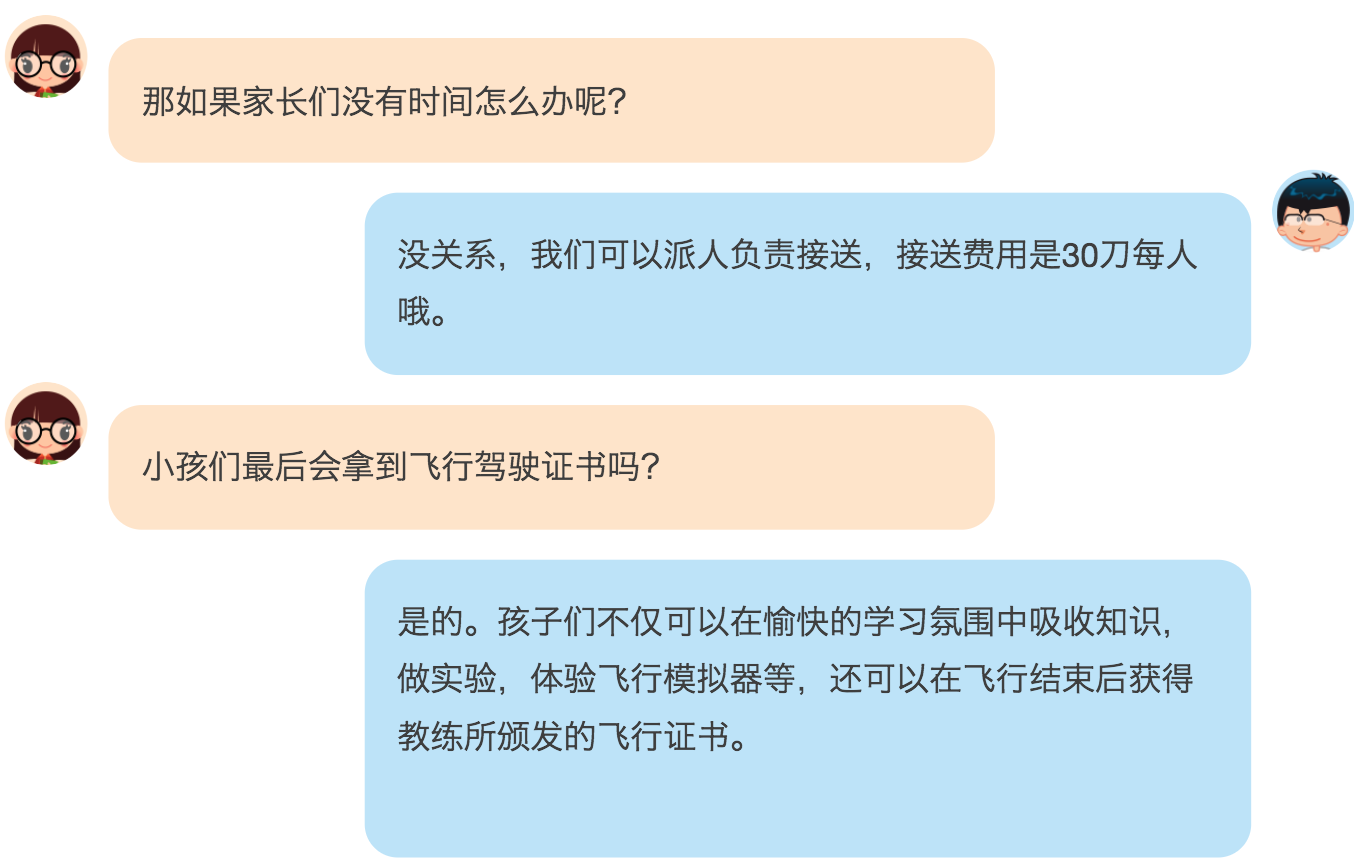 那如果家长们没有时间怎么办呢？
没关系，我们可以派人负责接送，接送费用是30刀每人
哦。
小孩们最后会拿到飞行驾驶证书吗？
是的。孩子们不仅可以在愉快的学习氛围中吸收知识，
做实验，体验飞行模拟器等，还可以在飞行结束后获得
教练所颁发的飞行证书。